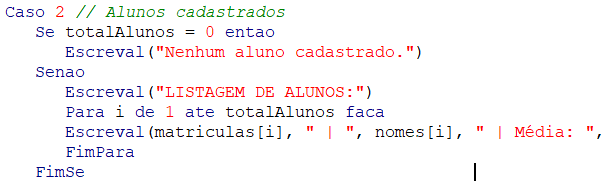 Caso 2 // Alunos cadastrados
Se totalAlunos = 0 entao
Escreval("Nenhum aluno cadastrado.")
Senao
Escreval("LISTAGEM DE ALUNOS:")
Para i de 1 ate totalAlunos faca
Escreval(matriculas[i], " | ", nomes[i], " | Média: ",
FimPara
FimSe